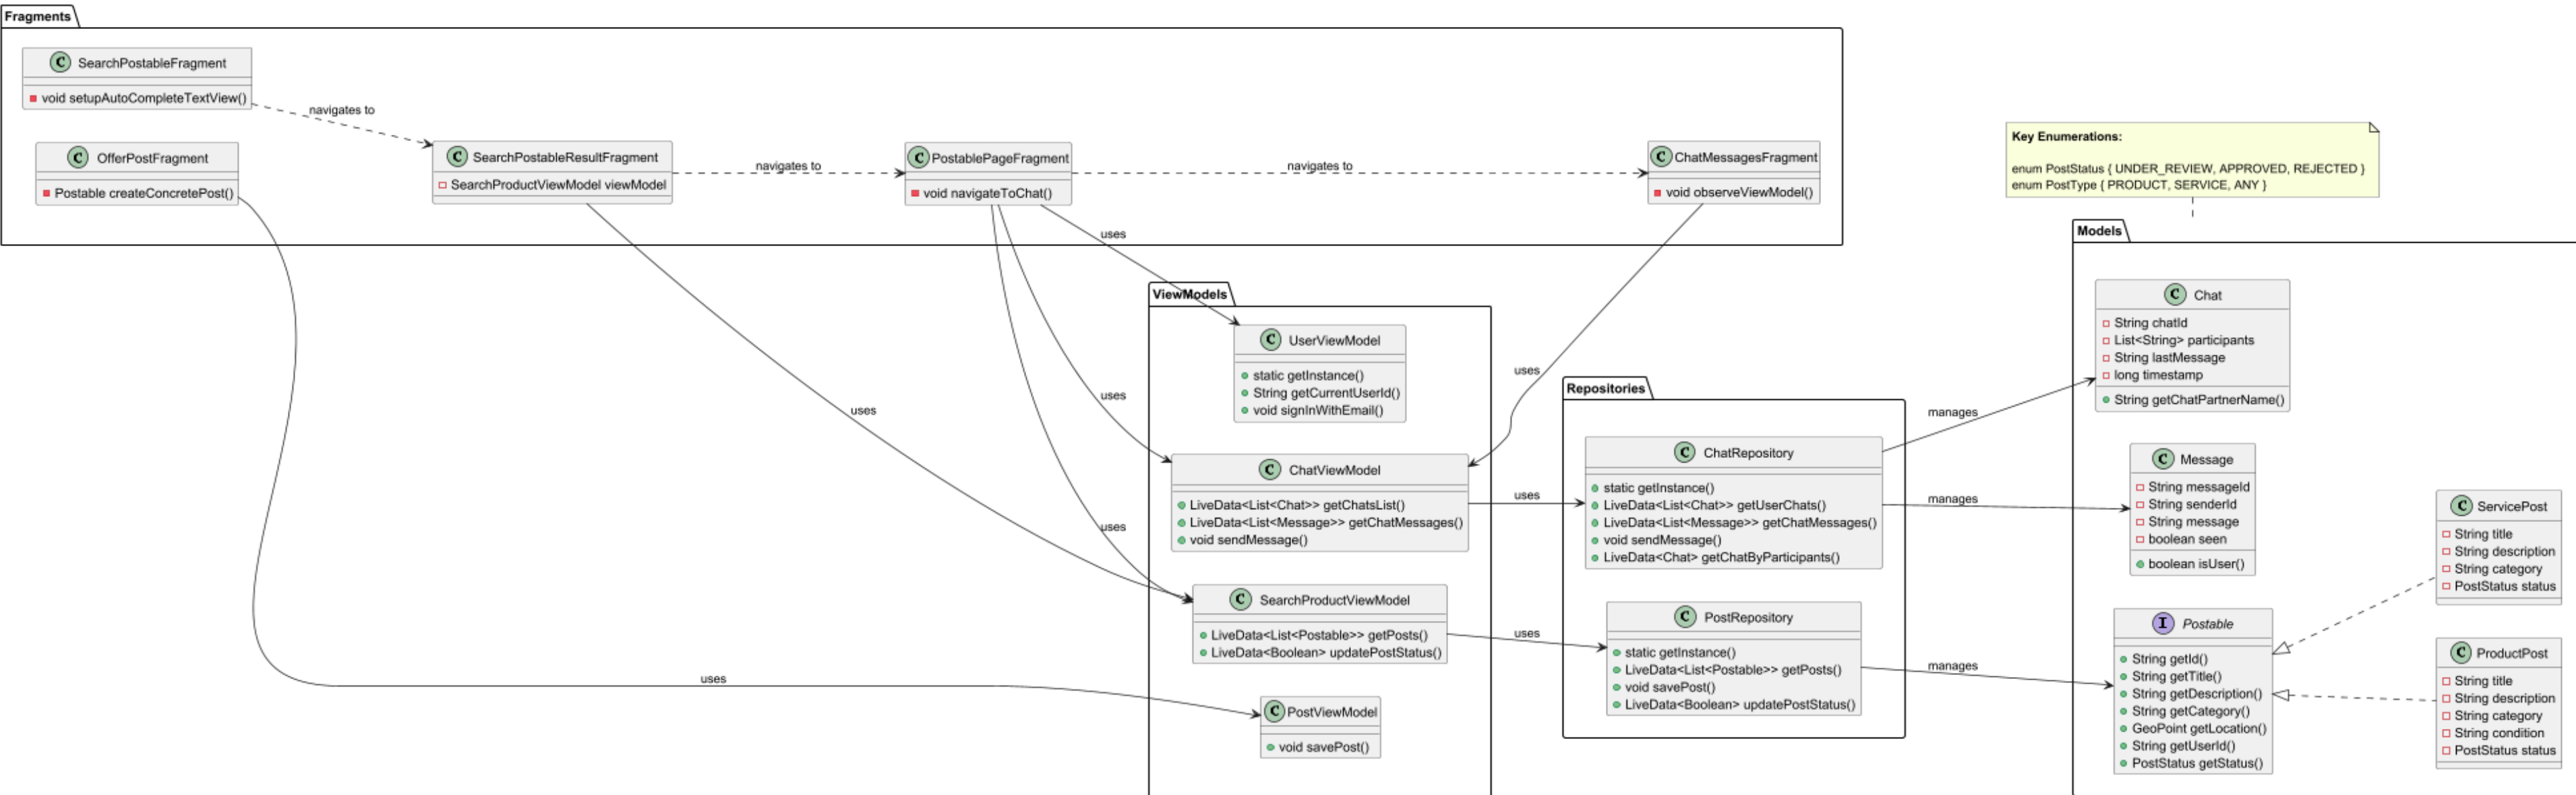 Fragments
C SearchPostableFragment
void setupAutoCompleteTextView()
navigates to
C OfferPostFragment
Postable createConcretePost()
C SearchPostableResultFragment
SearchProductViewModel viewModel
navigates to
C PostablePageFragment
void navigateToChat()
navigates to
C ChatMessagesFragment
void observeViewModel()
uses
uses
uses
uses
uses
uses
ViewModels
C UserViewModel
static getInstance()
String getCurrentUserId()
void signInWithEmail()
C ChatViewModel
LiveData<List<Chat>> getChatsList()
LiveData<List<Message>> getChatMessages()
void sendMessage()
C SearchProductViewModel
LiveData<List<Postable>> getPosts()
LiveData<Boolean> updatePostStatus()
C PostViewModel
void savePost()
uses
uses
Repositories
C ChatRepository
static getInstance()
LiveData<List<Chat>> getUserChats()
LiveData<List<Message>> getChatMessages()
void sendMessage()
LiveData<Chat> getChatByParticipants()
C PostRepository
static getInstance()
LiveData<List<Postable>> getPosts()
void savePost()
LiveData<Boolean> updatePostStatus()
manages
manages
manages
Key Enumerations:
enum PostStatus { UNDER_REVIEW, APPROVED, REJECTED }
enum PostType { PRODUCT, SERVICE, ANY }
Models
C Chat
String chatId
List<String> participants
String lastMessage
long timestamp
String getChatPartnerName()
C Message
String messageId
String senderId
String message
boolean seen
boolean isUser()
I Postable
String getId()
String getTitle()
String getDescription()
String getCategory()
GeoPoint getLocation()
String getUserId()
PostStatus getStatus()
C ServicePost
String title
String description
String category
PostStatus status
C ProductPost
String title
String description
String category
String condition
PostStatus status